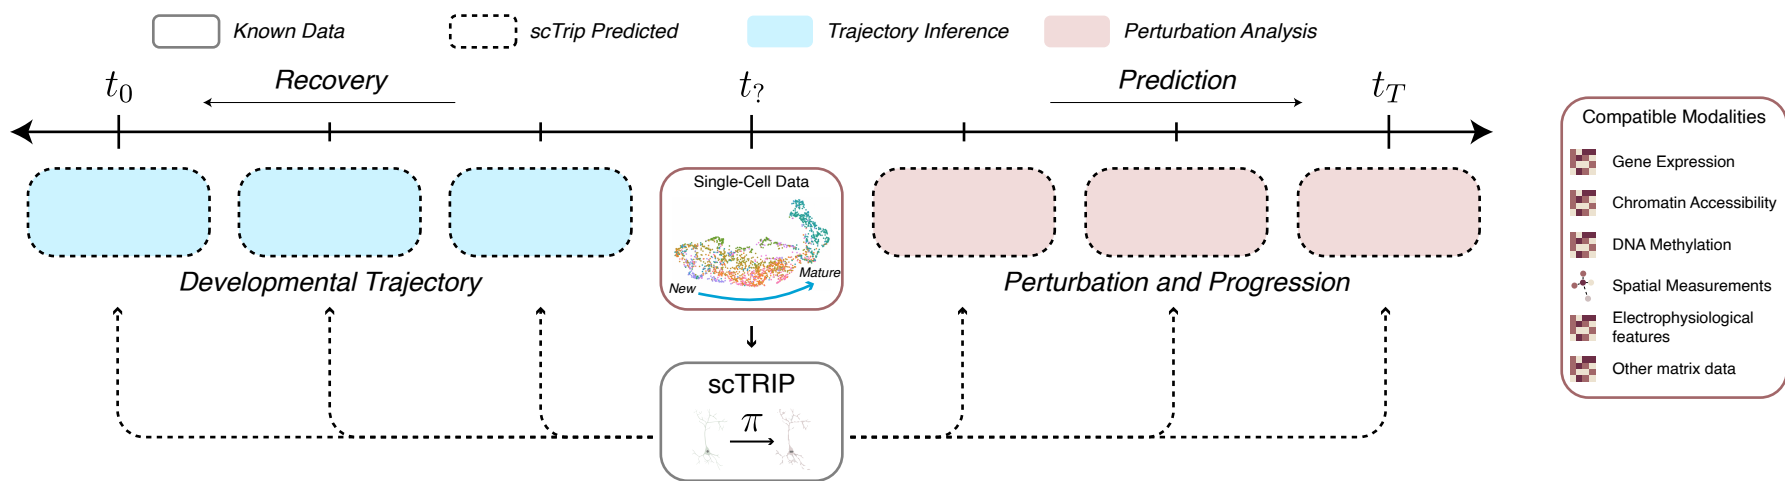 Known Data
scTrip Predicted
Trajectory Inference
Perturbation Analysis
Recovery
Prediction
t0
t?
tT
Single-Cell Data
New
Mature
Developmental Trajectory
Perturbation and Progression
scTRIP
π
Compatible Modalities
Gene Expression
Chromatin Accessibility
DNA Methylation
Spatial Measurements
Electrophysiological
features
Other matrix data